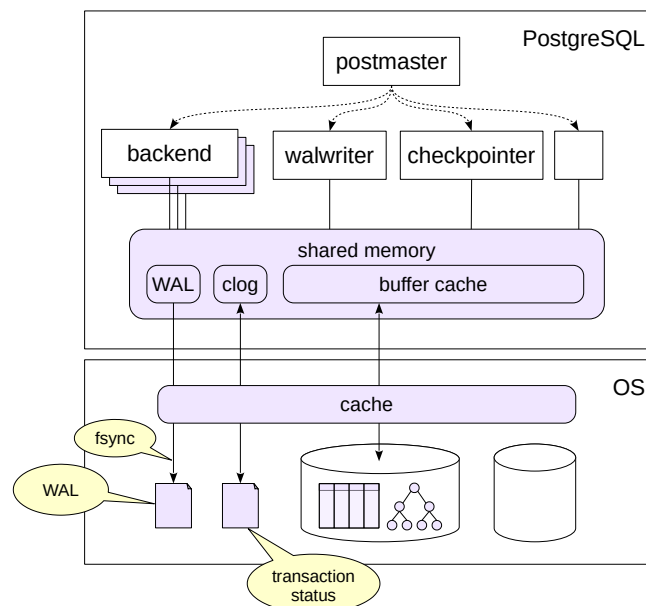 PostgreSQL
postmaster
backend
walwriter
checkpointer
shared memory
WAL
clog
buffer cache
OS
cache
fsync
WAL
transaction
status